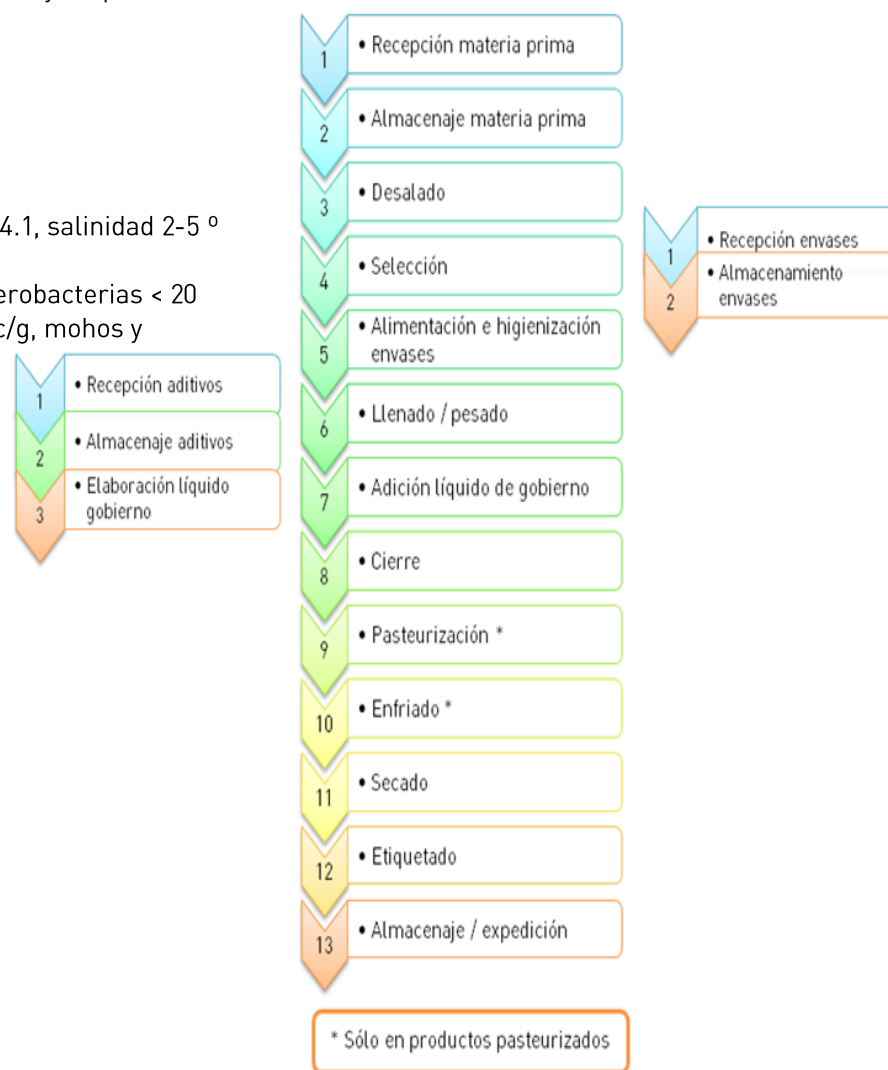 1
• Recepción materia prima
2
• Almacenaje materia prima
3
• Desalado
4
• Selección
5
• Alimentación e higienización
envases
6
• Llenado / pesado
7
• Adición líquido de gobierno
8
• Cierre
9
• Pasteurización *
10
• Enfriado *
11
• Secado
12
• Etiquetado
13
• Almacenaje / expedición
* Sólo en productos pasteurizados
4.1, salinidad 2-5 º
erobacterias < 20
c/g, mohos y
1
• Recepción aditivos
2
• Almacenaje aditivos
3
• Elaboración líquido
gobierno
1
• Recepción envases
2
• Almacenamiento
envases